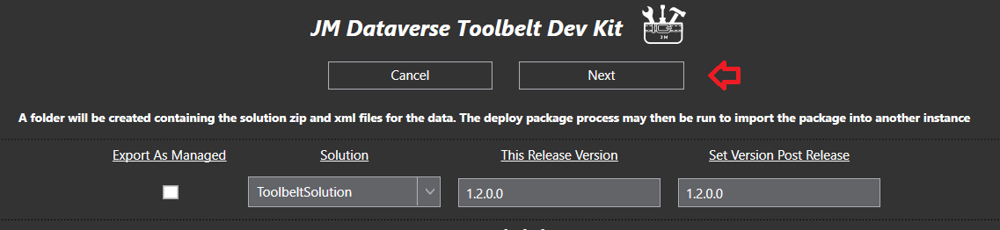 JM Dataverse Toolbelt Dev Kit
JM
Cancel Next
A folder will be created containing the solution zip and xml files for the data. The deploy package process may then be run to import the package into another instance
Export As Managed Solution This Release Version Set Version Post Release
ToolbeltSolution 1.2.0.0 1.2.0.0